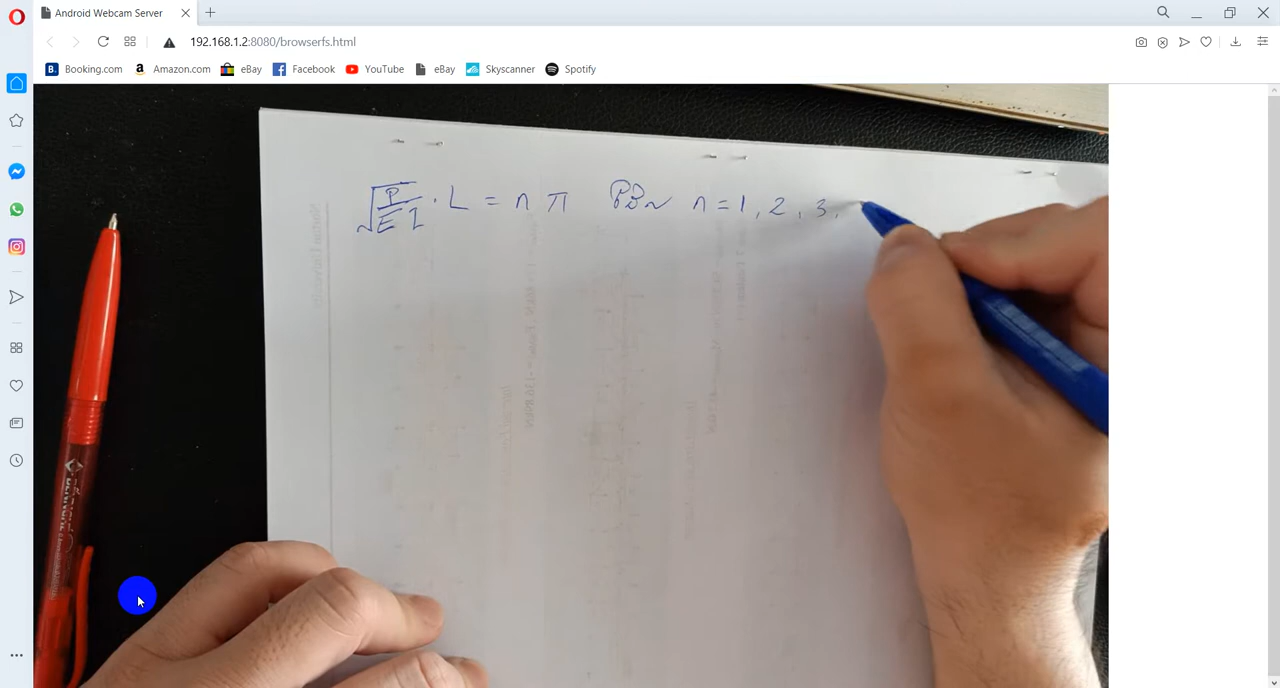 Android Webcam Server
192.168.1.2:8080/browserfs.html
Booking.com
Amazon.com
eBay
Facebook
YouTube
eBay
Skyscanner
Spotify
√(P/EI) · L = n π n = 1, 2, 3,